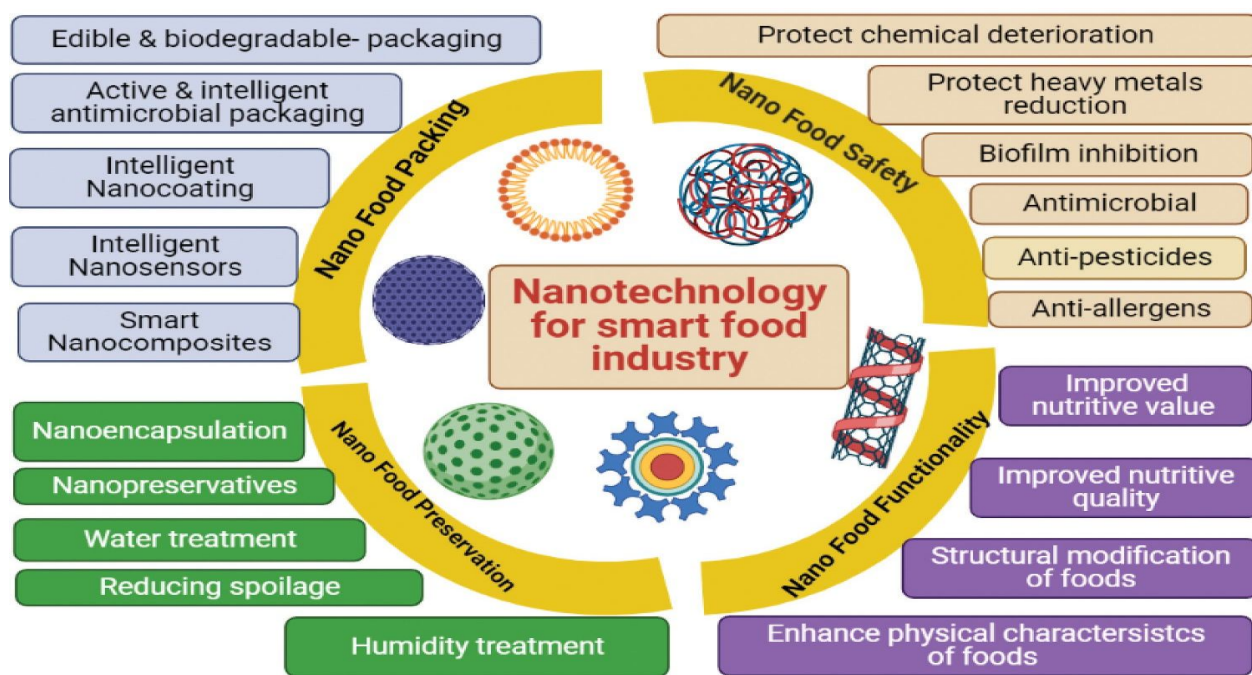 Edible & biodegradable- packaging
Active & intelligent
antimicrobial packaging
Intelligent
Nanocoating
Intelligent
Nanosensors
Smart
Nanocomposites
Nano Food Packing
Protect chemical deterioration
Protect heavy metals
reduction
Biofilm inhibition
Antimicrobial
Anti-pesticides
Anti-allergens
Nano Food Safety
Nanotechnology
for smart food
industry
Nanoencapsulation
Nanopreservatives
Water treatment
Reducing spoilage
Humidity treatment
Nano Food Preservation
Improved
nutritive value
Improved nutritive
quality
Structural modification
of foods
Enhance physical charactersistcs
of foods
Nano Food Functionality